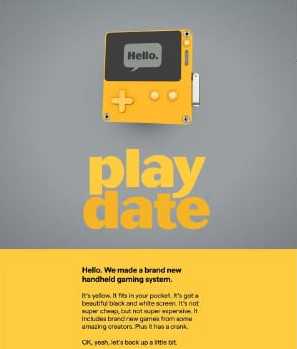 Hello.
play
date
Hello. We made a brand new
handheld gaming system.
It's yellow. It fits in your pocket. It's got a
beautiful black and white screen. It's not
super cheap, but not super expensive. It
includes brand new games from some
amazing creators. Plus it has a crank.
OK, yeah, let's back up a little bit.